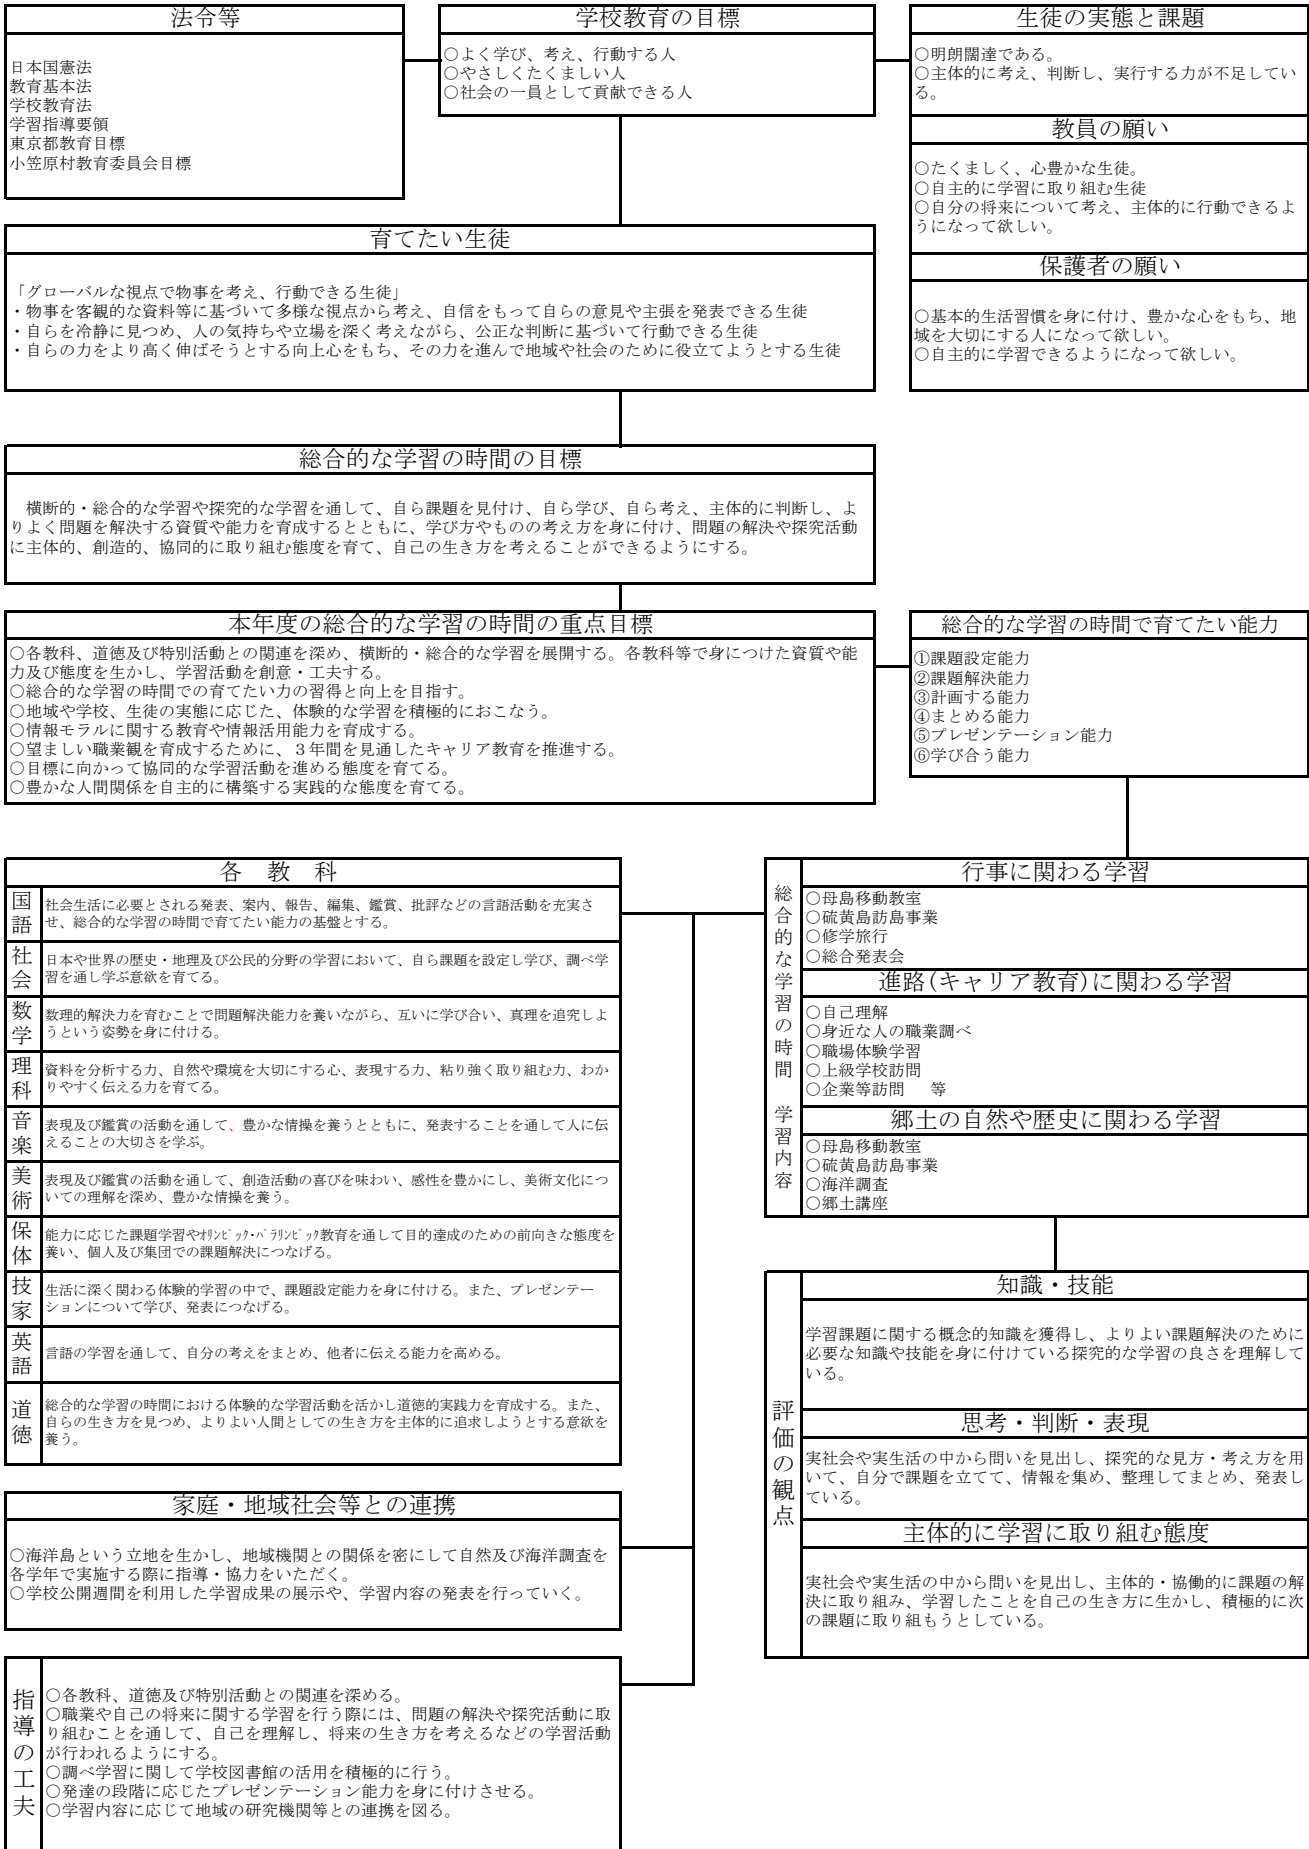 法令等
日本国憲法
教育基本法
学校教育法
学習指導要領
東京都教育目標
小笠原村教育委員会目標
学校教育の目標
○よく学び、考え、行動する人
○やさしくたくましい人
○社会の一員として貢献できる人
生徒の実態と課題
○明朗闊達である。
○主体的に考え、判断し、実行する力が不足してい
る。
教員の願い
○たくましく、心豊かな生徒。
○自主的に学習に取り組む生徒
○自分の将来について考え、主体的に行動できるよ
うになって欲しい。
保護者の願い
○基本的生活習慣を身に付け、豊かな心をもち、地
域を大切にする人になって欲しい。
○自主的に学習できるようになって欲しい。
育てたい生徒
「グローバルな視点で物事を考え、行動できる生徒」
・物事を客観的な資料等に基づいて多様な視点から考え、自信をもって自らの意見や主張を発表できる生徒
・自らを冷静に見つめ、人の気持ちや立場を深く考えながら、公正な判断に基づいて行動できる生徒
・自らの力をより高く伸ばそうとする向上心をもち、その力を進んで地域や社会のために役立てようとする生徒
総合的な学習の時間の目標
横断的・総合的な学習や探究的な学習を通して、自ら課題を見付け、自ら学び、自ら考え、主体的に判断し、よ
りよく問題を解決する資質や能力を育成するとともに、学び方やものの考え方を身に付け、問題の解決や探究活動
に主体的、創造的、協同的に取り組む態度を育て、自己の生き方を考えることができるようにする。
本年度の総合的な学習の時間の重点目標
○各教科、道徳及び特別活動との関連を深め、横断的・総合的な学習を展開する。各教科等で身につけた資質や能
力及び態度を生かし、学習活動を創意・工夫する。
○総合的な学習の時間での育てたい力の習得と向上を目指す。
○地域や学校、生徒の実態に応じた、体験的な学習を積極的におこなう。
○情報モラルに関する教育や情報活用能力を育成する。
○望ましい職業観を育成するために、３年間を見通したキャリア教育を推進する。
○目標に向かって協同的な学習活動を進める態度を育てる。
○豊かな人間関係を自主的に構築する実践的な態度を育てる。
総合的な学習の時間で育てたい能力
①課題設定能力
②課題解決能力
③計画する能力
④まとめる能力
⑤プレゼンテーション能力
⑥学び合う能力
各　教　科
国語
社会生活に必要とされる発表、案内、報告、編集、鑑賞、批評などの言語活動を充実さ
せ、総合的な学習の時間で育てたい能力の基盤とする。
社会
日本や世界の歴史・地理及び公民的分野の学習において、自ら課題を設定し学び、調べ学
習を通し学ぶ意欲を育てる。
数学
数理的解決力を育むことで問題解決能力を養いながら、互いに学び合い、真理を追究しよ
うという姿勢を身に付ける。
理科
資料を分析する力、自然や環境を大切にする心、表現する力、粘り強く取り組む力、わか
りやすく伝える力を育てる。
音楽
表現及び鑑賞の活動を通して、豊かな情操を養うとともに、発表することを通して人に伝
えることの大切さを学ぶ。
美術
表現及び鑑賞の活動を通して、創造活動の喜びを味わい、感性を豊かにし、美術文化につ
いての理解を深め、豊かな情操を養う。
保体
能力に応じた課題学習やｵﾘﾝﾋﾟｯｸ・ﾊﾟﾗﾘﾝﾋﾟｯｸ教育を通して目的達成のための前向きな態度を
養い、個人及び集団での課題解決につなげる。
技家
生活に深く関わる体験的学習の中で、課題設定能力を身に付ける。また、プレゼンテー
ションについて学び、発表につなげる。
英語
言語の学習を通して、自分の考えをまとめ、他者に伝える能力を高める。
道徳
総合的な学習の時間における体験的な学習活動を活かし道徳的実践力を育成する。また、
自らの生き方を見つめ、よりよい人間としての生き方を主体的に追求しようとする意欲を
養う。
家庭・地域社会等との連携
○海洋島という立地を生かし、地域機関との関係を密にして自然及び海洋調査を
各学年で実施する際に指導・協力をいただく。
○学校公開週間を利用した学習成果の展示や、学習内容の発表を行っていく。
指導の工夫
○各教科、道徳及び特別活動との関連を深める。
○職業や自己の将来に関する学習を行う際には、問題の解決や探究活動に取
り組むことを通して、自己を理解し、将来の生き方を考えるなどの学習活動
が行われるようにする。
○調べ学習に関して学校図書館の活用を積極的に行う。
○発達の段階に応じたプレゼンテーション能力を身に付けさせる。
○学習内容に応じて地域の研究機関等との連携を図る。
総合的な学習の時間　学習内容
行事に関わる学習
○母島移動教室
○硫黄島訪島事業
○修学旅行
○総合発表会
進路(キャリア教育)に関わる学習
○自己理解
○身近な人の職業調べ
○職場体験学習
○上級学校訪問
○企業等訪問　等
郷土の自然や歴史に関わる学習
○母島移動教室
○硫黄島訪島事業
○海洋調査
○郷土講座
評価の観点
知識・技能
学習課題に関する概念的知識を獲得し、よりよい課題解決のために
必要な知識や技能を身に付けている探究的な学習の良さを理解して
いる。
思考・判断・表現
実社会や実生活の中から問いを見出し、探究的な見方・考え方を用
いて、自分で課題を立てて、情報を集め、整理してまとめ、発表し
ている。
主体的に学習に取り組む態度
実社会や実生活の中から問いを見出し、主体的・協働的に課題の解
決に取り組み、学習したことを自己の生き方に生かし、積極的に次
の課題に取り組もうとしている。